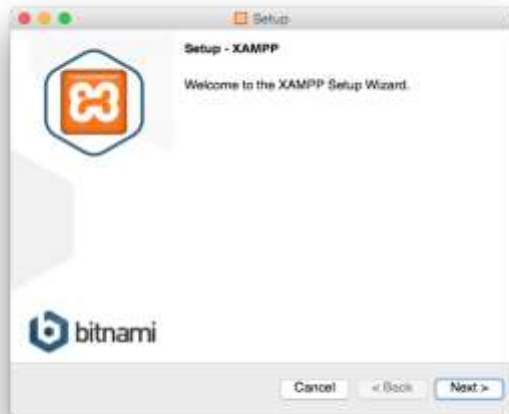 Setup
Setup - XAMPP
Welcome to the XAMPP Setup Wizard.
bitnami
Cancel
< Back
Next >